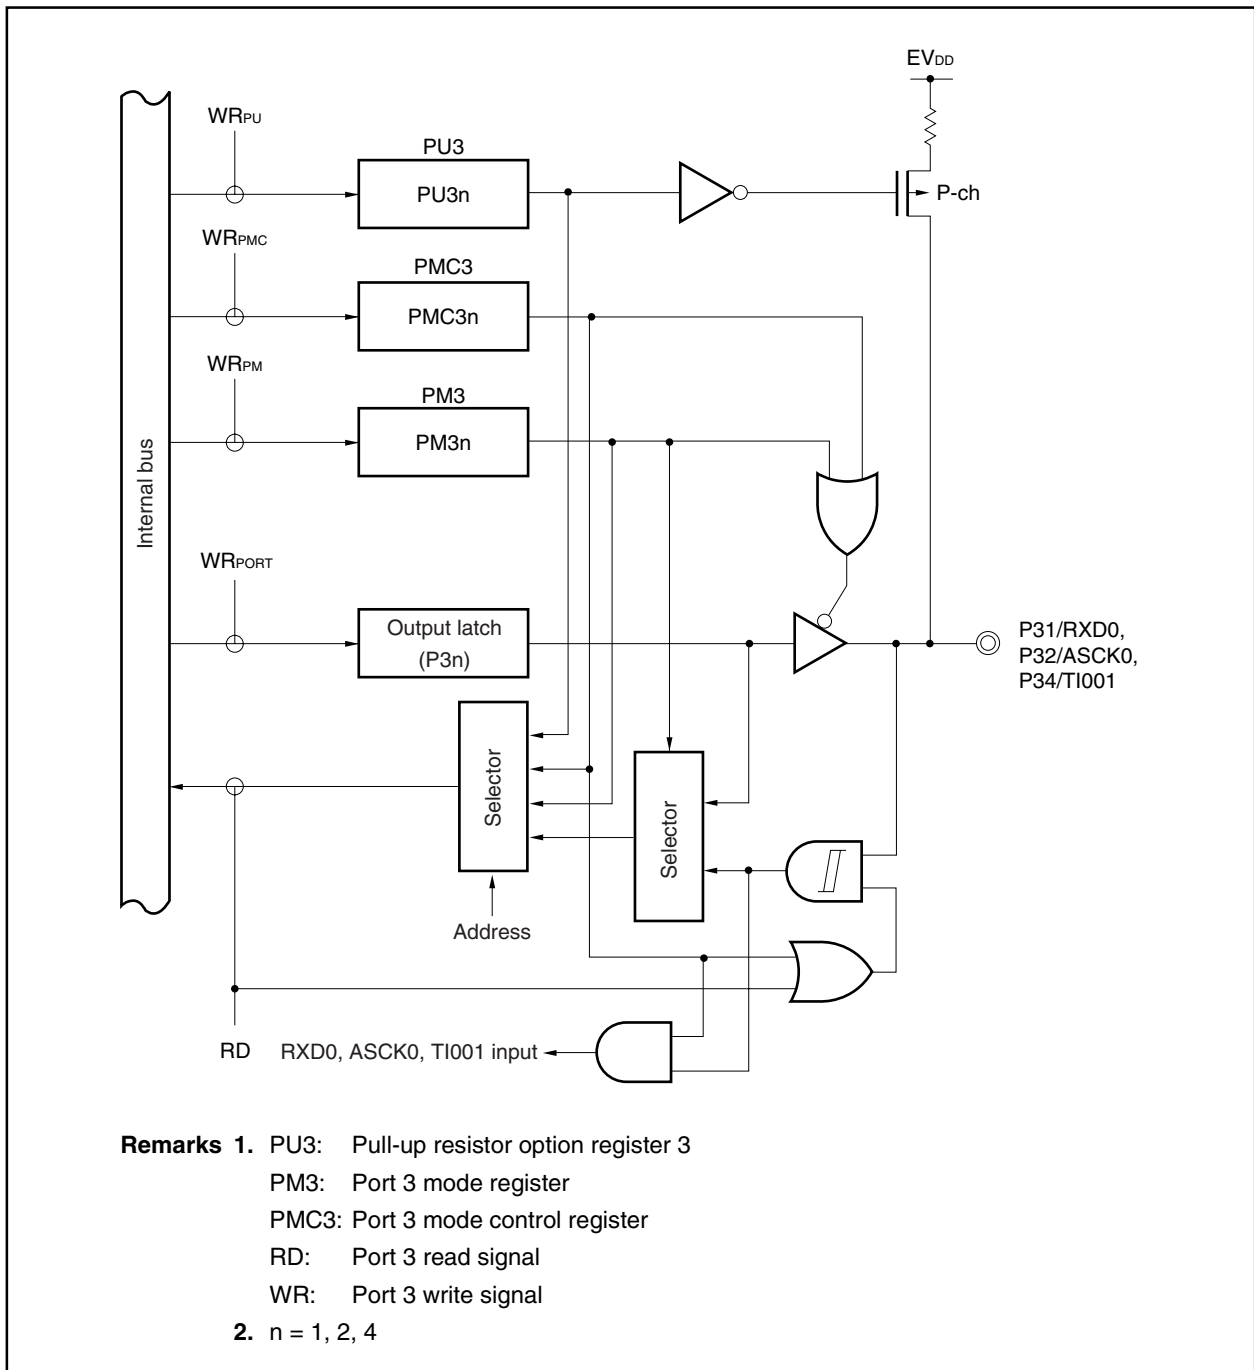 EVDD
WRPU
PU3
PU3n
P-ch
WRPMC
PMC3
PMC3n
WRPM
PM3
PM3n
Internal bus
WRPORT
Output latch
(P3n)
P31/RXD0,
P32/ASCK0,
P34/TI001
Selector
Selector
Address
RD
RXD0, ASCK0, TI001 input
Remarks 1. PU3: Pull-up resistor option register 3
PM3: Port 3 mode register
PMC3: Port 3 mode control register
RD: Port 3 read signal
WR: Port 3 write signal
2. n = 1, 2, 4